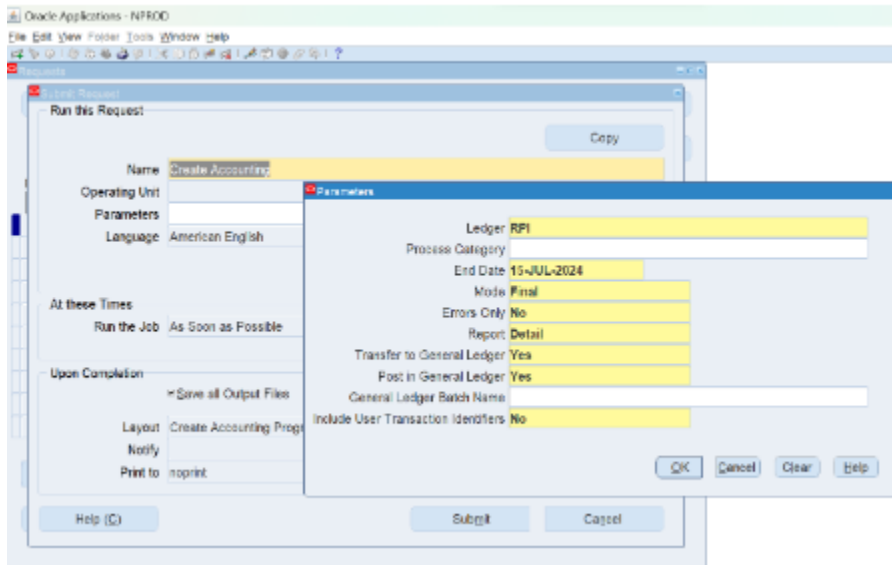 Oracle Applications - NPROD
File Edit View Folder Tools Window Help
Requests
Submit Request
Run this Request
Copy
Name Create Accounting
Operating Unit
Parameters
Language American English
At these Times
Run the Job As Soon as Possible
Upon Completion
Save all Output Files
Layout Create Accounting Progr
Notify
Print to noprint
Help (C)
Submit
Cancel
Parameters
Ledger RPI
Process Category
End Date 15-JUL-2024
Mode Final
Errors Only No
Report Detail
Transfer to General Ledger Yes
Post in General Ledger Yes
General Ledger Batch Name
Include User Transaction Identifiers No
OK Cancel Clear Help